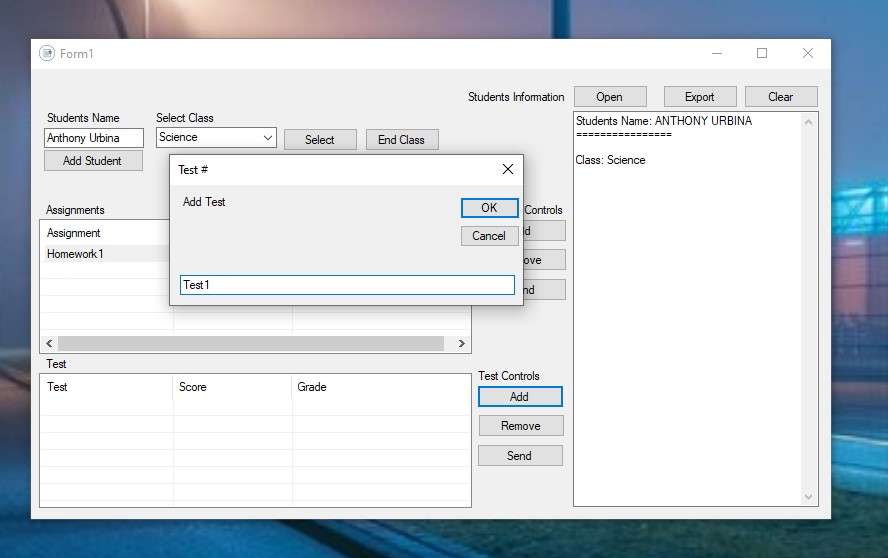 Form1
Students Information
Open
Export
Clear
Students Name
Select Class
Anthony Urbina
Science
Select
End Class
Add Student
Students Name: ANTHONY URBINA
================
Class: Science
Test #
Add Test
OK
Cancel
Test1
Assignments
Controls
Assignment
Homework1
Test
Test
Score
Grade
Test Controls
Add
Remove
Send